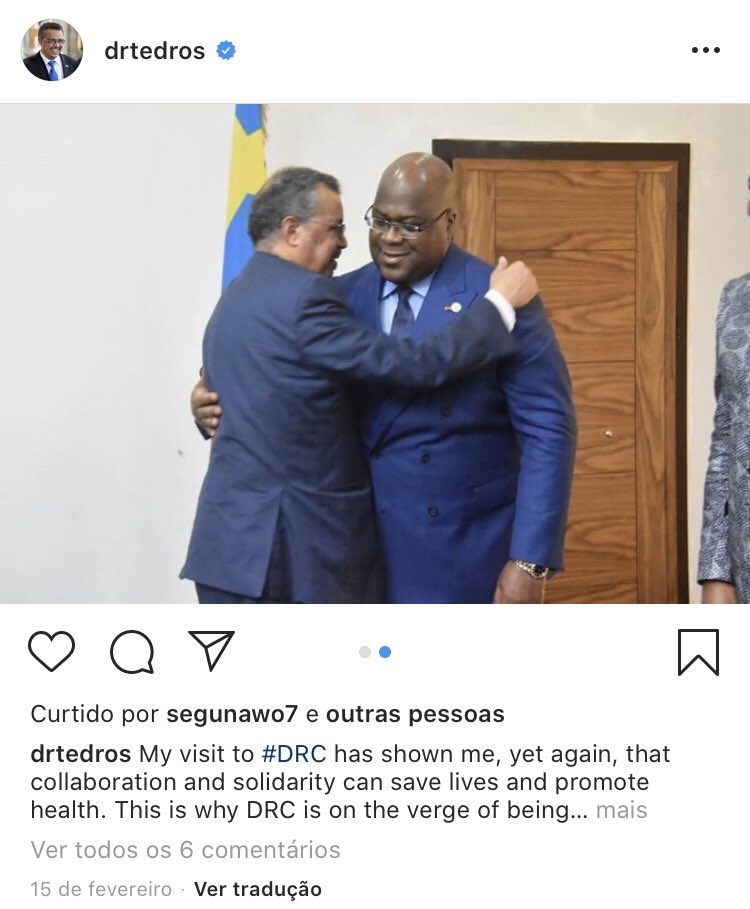 drtedros
Curtido por segunawo7 e outras pessoas
drtedros My visit to #DRC has shown me, yet again, that
collaboration and solidarity can save lives and promote
health. This is why DRC is on the verge of being... mais
Ver todos os 6 comentários
15 de fevereiro · Ver tradução